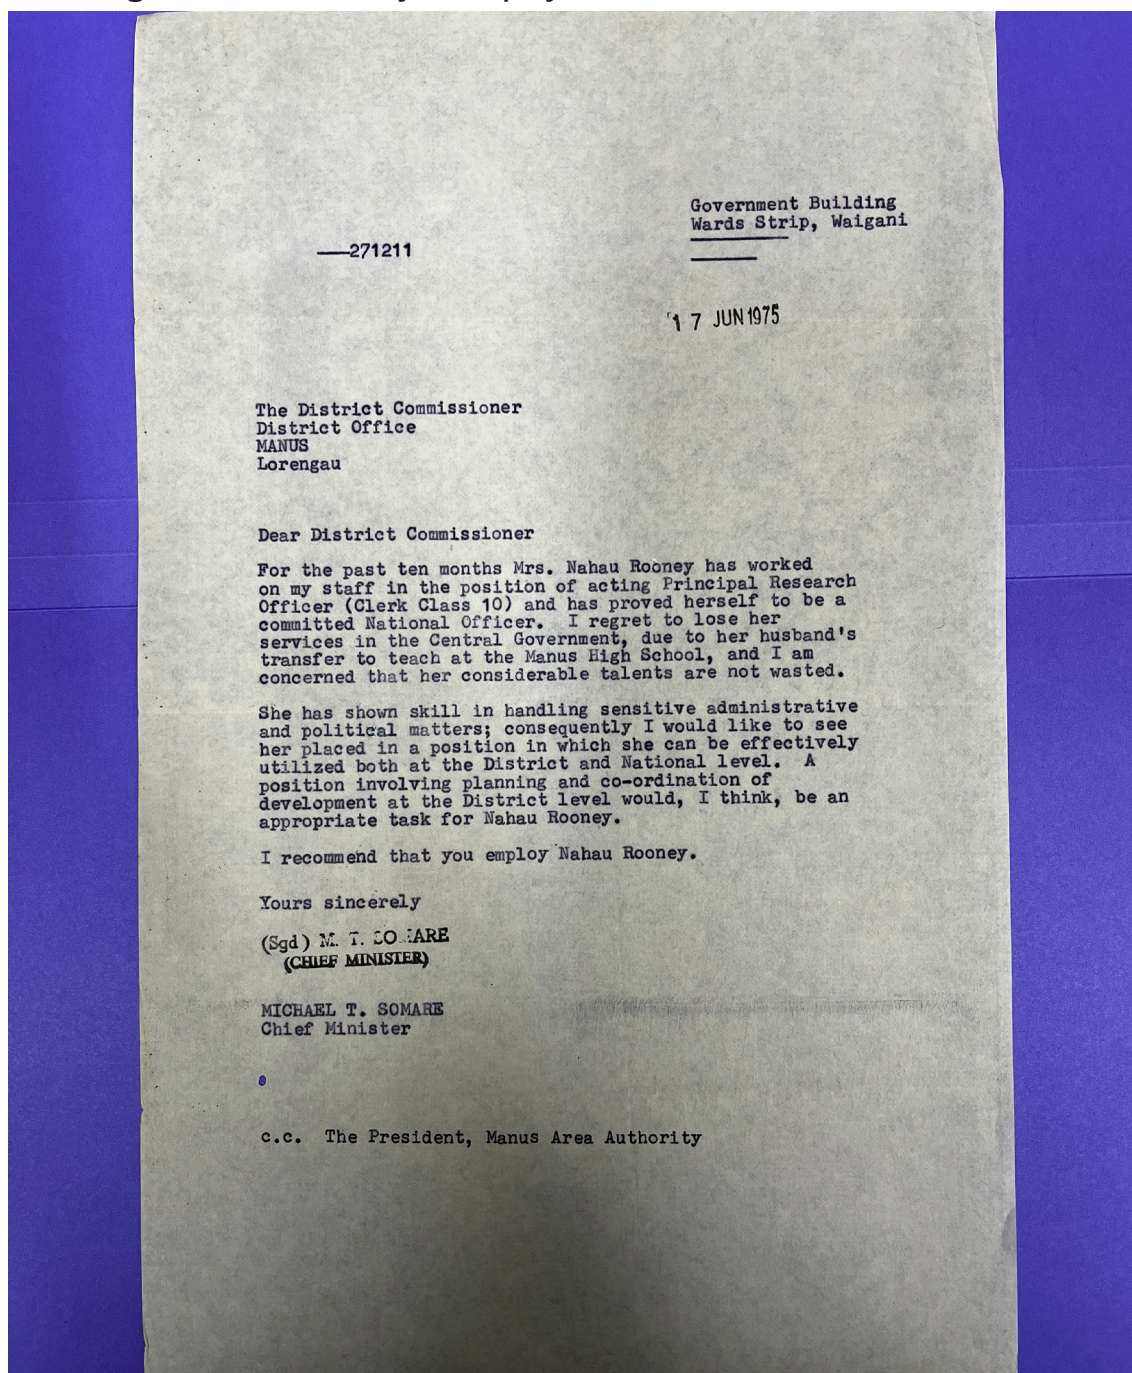 Government Building
Wards Strip, Waigani
271211
17 JUN 1975
The District Commissioner
District Office
MANUS
Lorengau
Dear District Commissioner
For the past ten months Mrs. Nahau Rooney has worked
on my staff in the position of acting Principal Research
Officer (Clerk Class 10) and has proved herself to be a
committed National Officer. I regret to lose her
services in the Central Government, due to her husband's
transfer to teach at the Manus High School, and I am
concerned that her considerable talents are not wasted.
She has shown skill in handling sensitive administrative
and political matters; consequently I would like to see
her placed in a position in which she can be effectively
utilized both at the District and National level. A
position involving planning and co-ordination of
development at the District level would, I think, be an
appropriate task for Nahau Rooney.
I recommend that you employ Nahau Rooney.
Yours sincerely
(Sgd) M. T. SOMARE
(CHIEF MINISTER)
MICHAEL T. SOMARE
Chief Minister
c.c. The President, Manus Area Authority